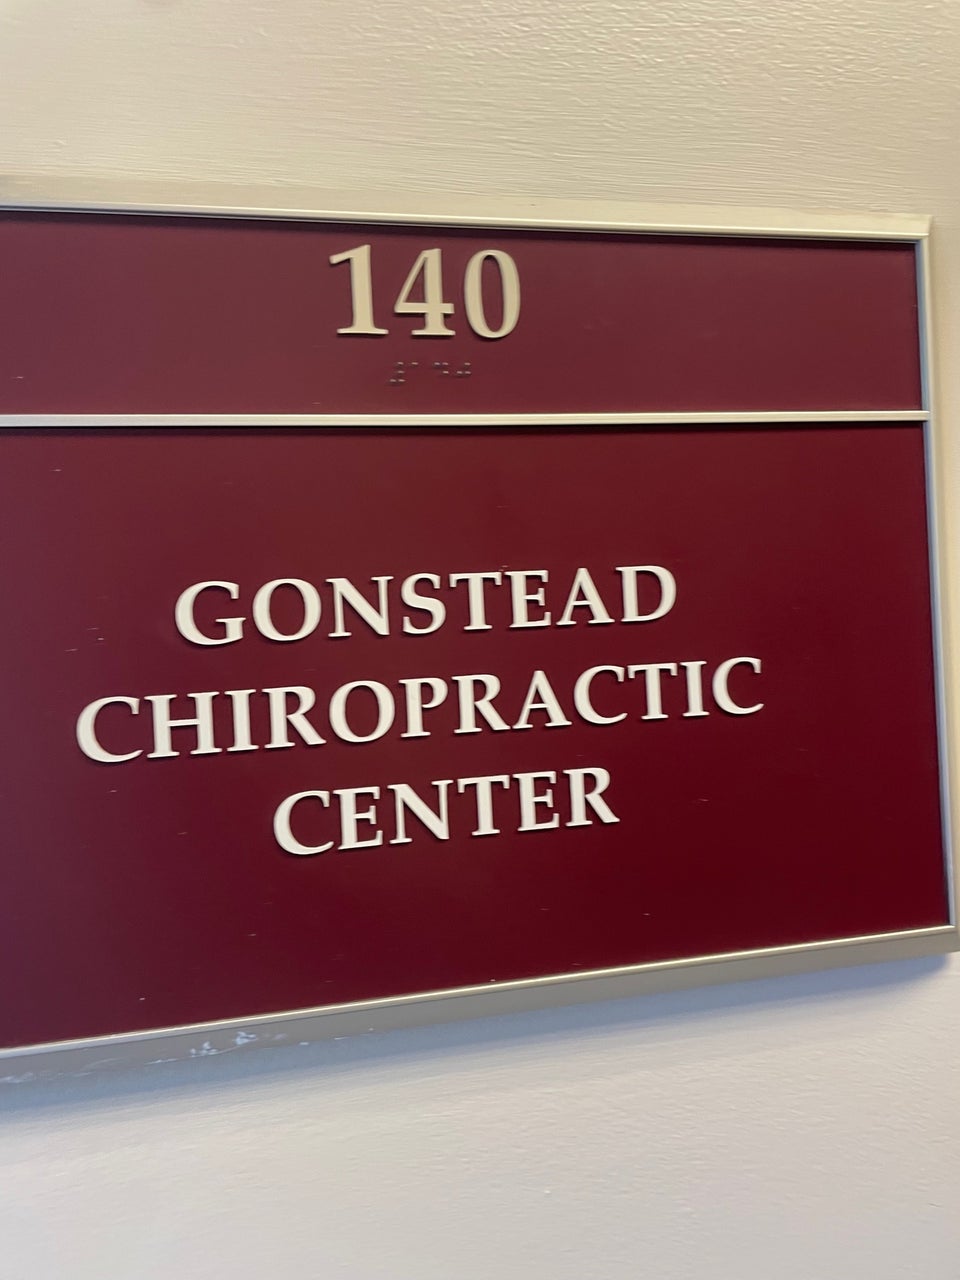 140
GONSTEAD
CHIROPRACTIC
CENTER